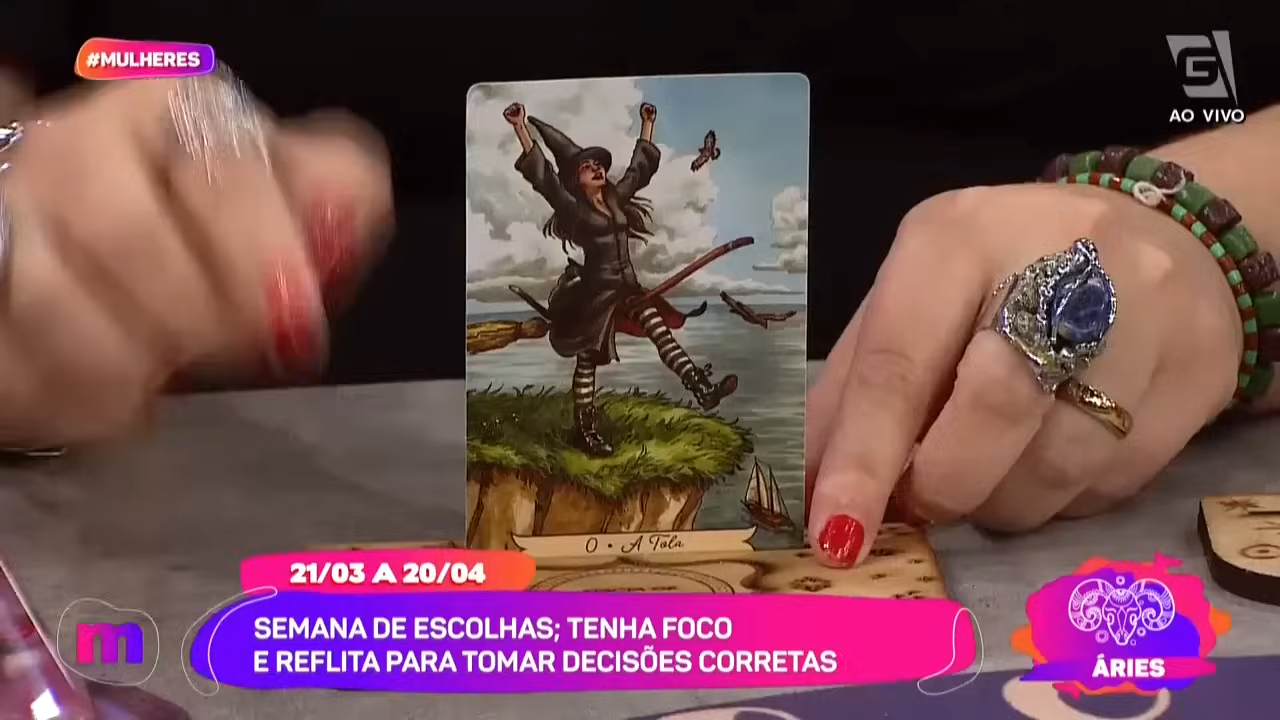 #MULHERES
AO VIVO
0 • A Tola
21/03 A 20/04
SEMANA DE ESCOLHAS; TENHA FOCO
E REFLITA PARA TOMAR DECISÕES CORRETAS
m
ÁRIES